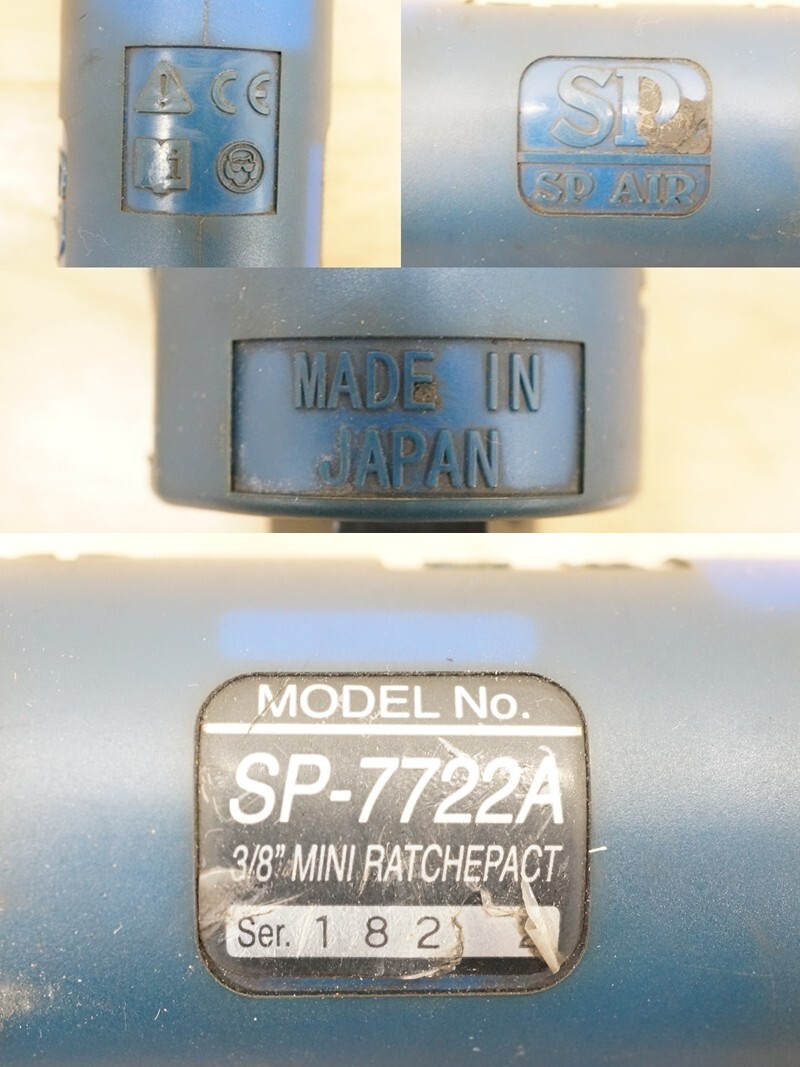 CE
i
SP
SP AIR
MADE IN
JAPAN
MODEL No.
SP-7722A
3/8" MINI RATCHEPACT
Ser. 1 8 2